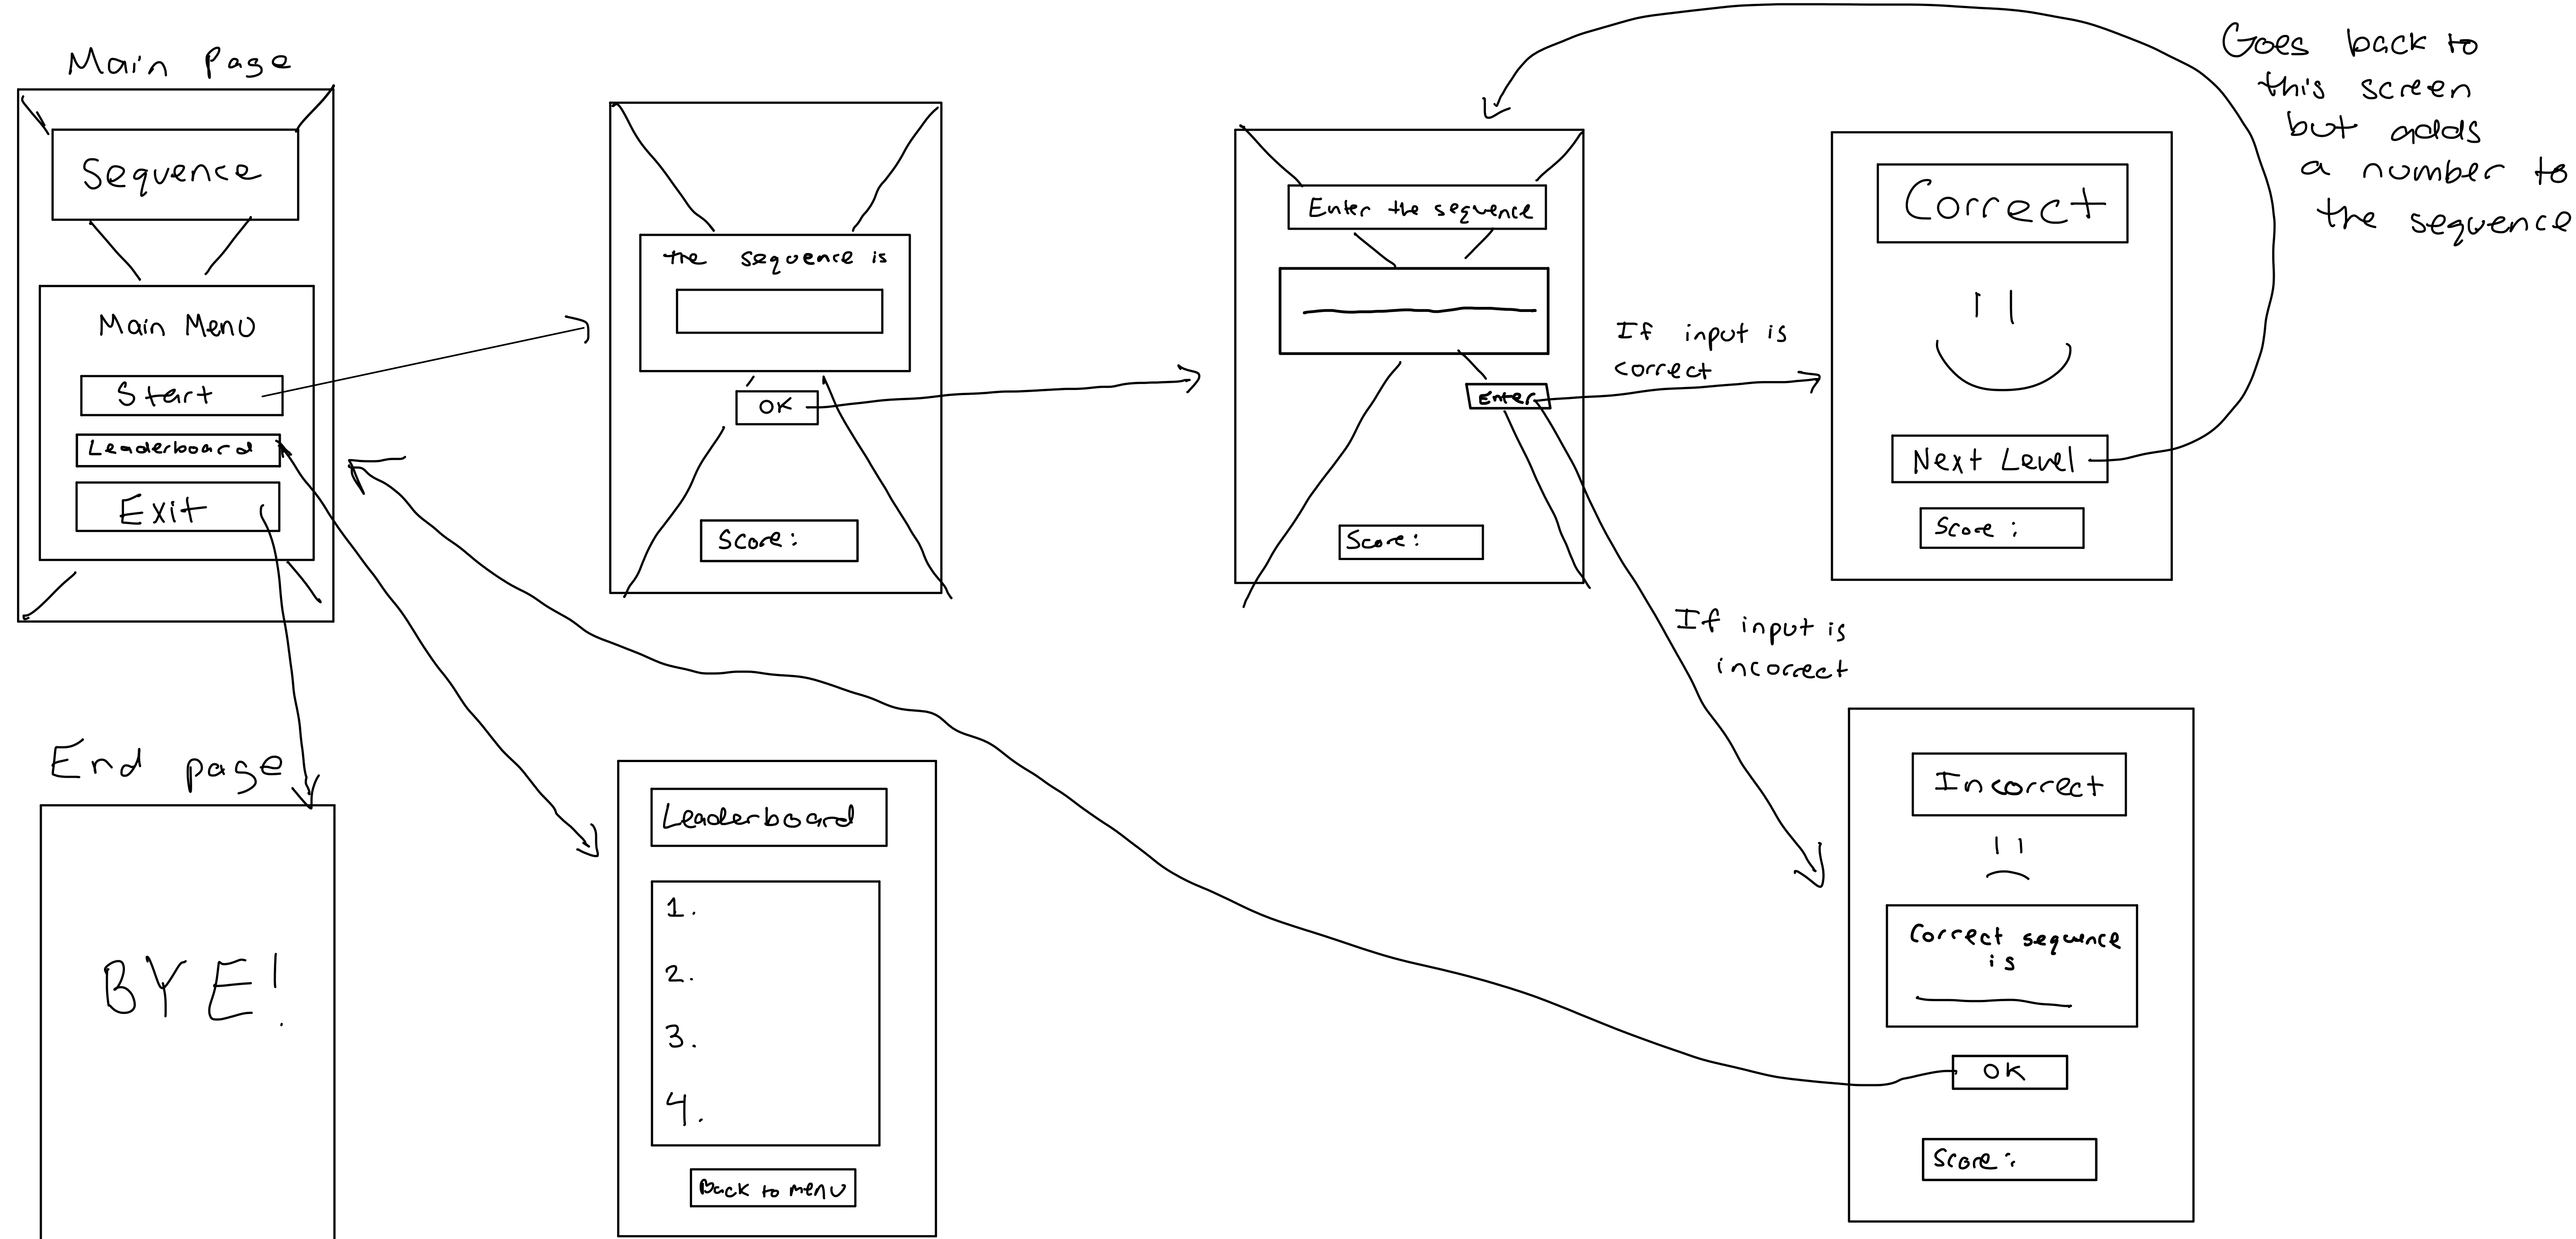 Main Page
Sequence
Main Menu
Start
Leaderboard
Exit
the sequence is
OK
Score:
Enter the sequence
Enter
Score:
If input is
correct
Correct
Next Level
Score :
Goes back to
this screen
but adds
a number to
the sequence
If input is
incorrect
End page
BYE!
Leaderboard
1.
2.
3.
4.
Back to menu
Incorrect
Correct sequence
is
OK
Score: